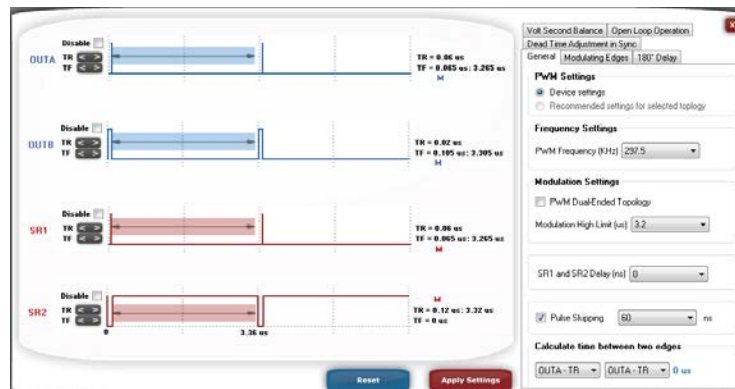 Disable
OUTA
TR < >
TF < >
TR = 0.06 us
TF = 0.065 us: 3.265 us
M
Disable
OUTB
TR < >
TF < >
TR = 0.02 us
TF = 0.105 us: 3.305 us
M
Disable
SR1
TR < >
TF < >
TR = 0.06 us
TF = 0.065 us: 3.265 us
M
Disable
SR2
TR < >
TF < >
M
TR = 0.12 us: 3.32 us
TF = 0 us
0
3.36 us
Reset
Apply Settings
x
Volt Second Balance
Open Loop Operation
Dead Time Adjustment in Sync
General
Modulating Edges
180° Delay
PWM Settings
Device settings
Recommended settings for selected toplogy
Frequency Settings
PWM Frequency (KHz) 297.5
Modulation Settings
PWM Dual-Ended Topology
Modulation High Limit (us) 3.2
SR1 and SR2 Delay (ns) 0
Pulse Skipping 60 ns
Calculate time between two edges
OUTA - TR OUTA - TR 0 us